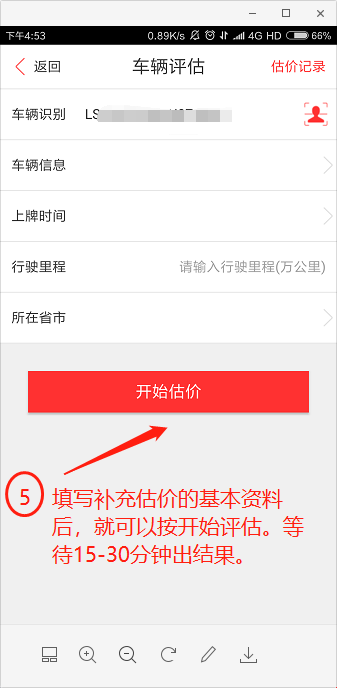 下午4:53 0.89K/s 4G HD 66%
返回 车辆评估 估价记录
车辆识别 LS
车辆信息
上牌时间
行驶里程 请输入行驶里程(万公里)
所在省市
开始估价
5 填写补充估价的基本资料
后，就可以按开始评估。等
待15-30分钟出结果。